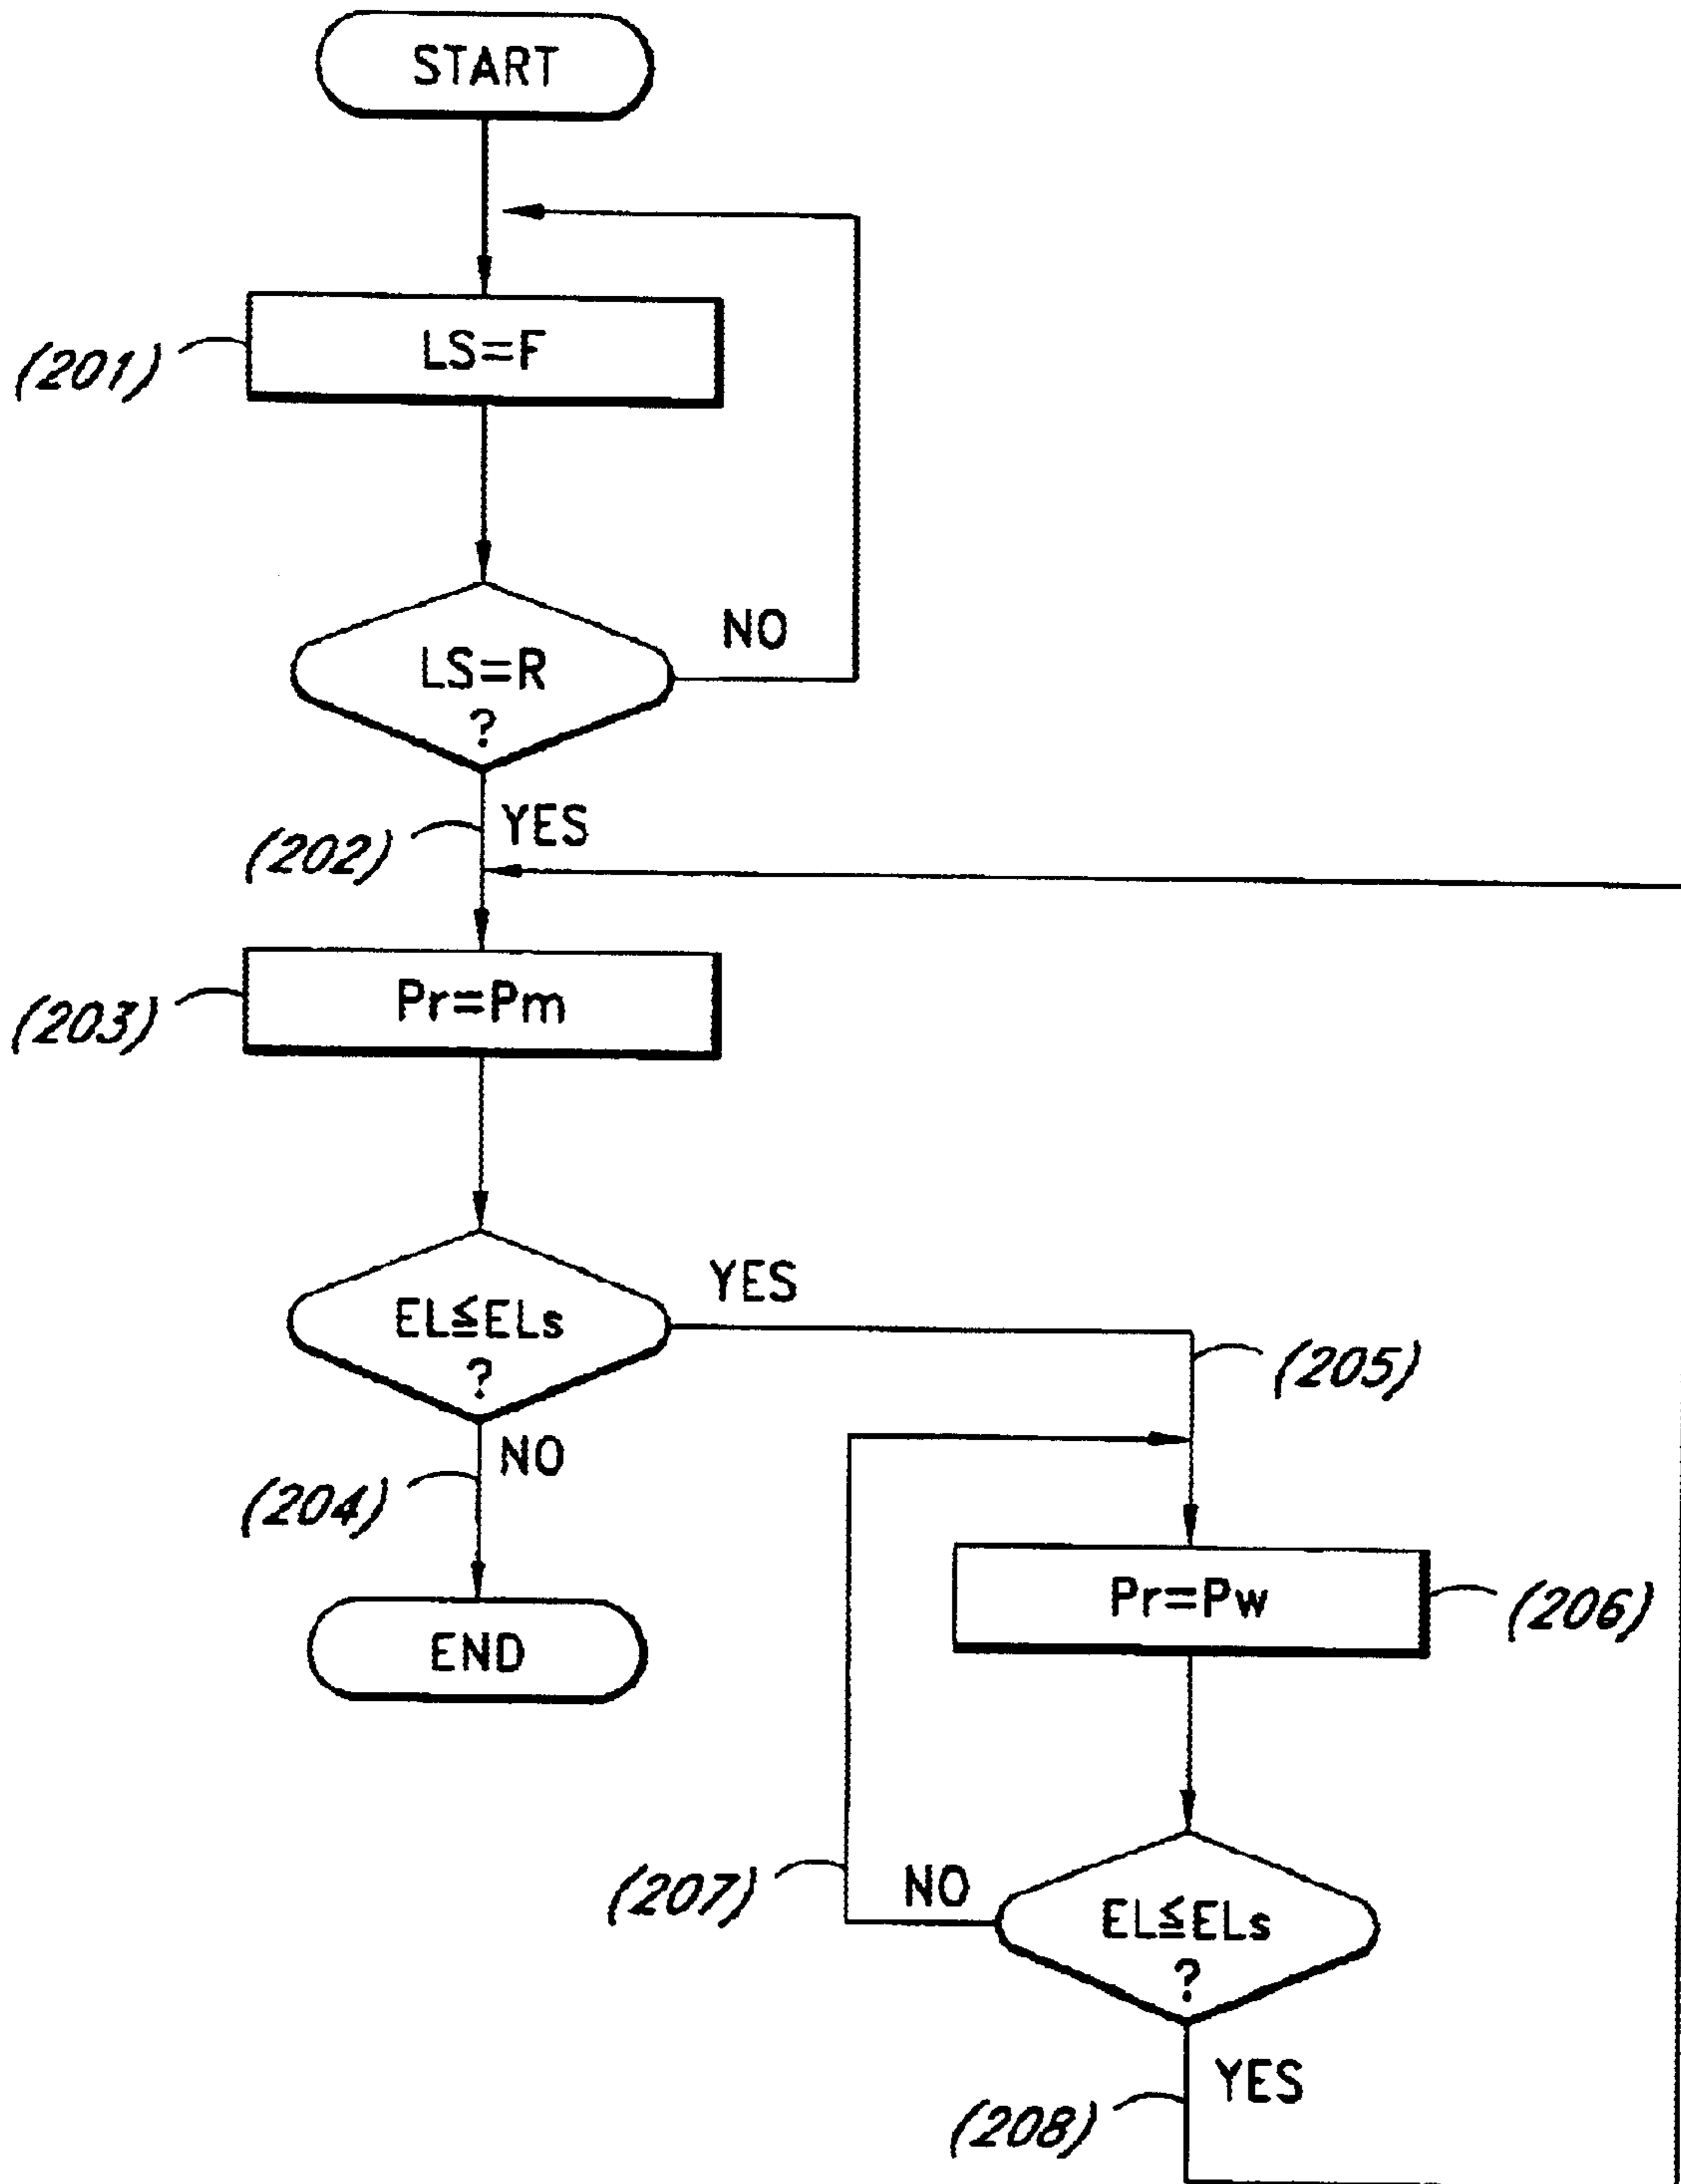 START
(201)
LS=F
LS=R
?
NO
(202)
YES
(203)
Pr=Pm
EL≦ELs
?
YES
(205)
NO
(204)
END
Pr=Pw
(206)
(207)
NO
EL≦ELs
?
(208)
YES